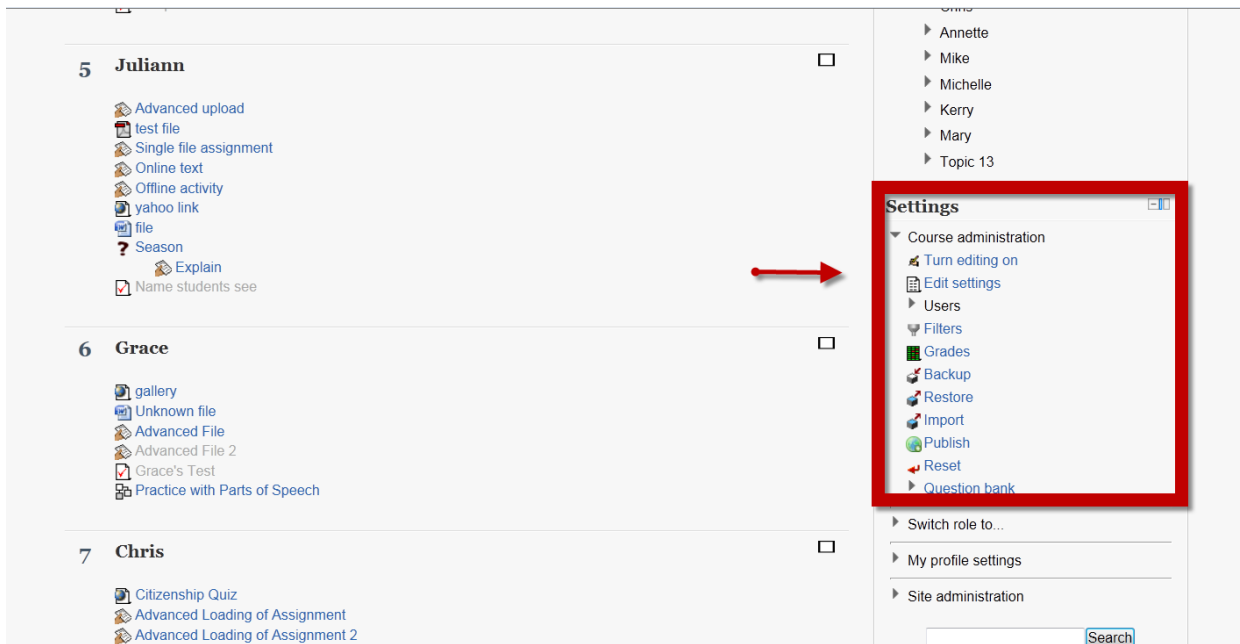 5 Juliann
Advanced upload
test file
Single file assignment
Online text
Offline activity
yahoo link
file
Season
Explain
Name students see
6 Grace
gallery
Unknown file
Advanced File
Advanced File 2
Grace's Test
Practice with Parts of Speech
7 Chris
Citizenship Quiz
Advanced Loading of Assignment
Advanced Loading of Assignment 2
Chris
Annette
Mike
Michelle
Kerry
Mary
Topic 13
Settings
Course administration
Turn editing on
Edit settings
Users
Filters
Grades
Backup
Restore
Import
Publish
Reset
Question bank
Switch role to...
My profile settings
Site administration
Search